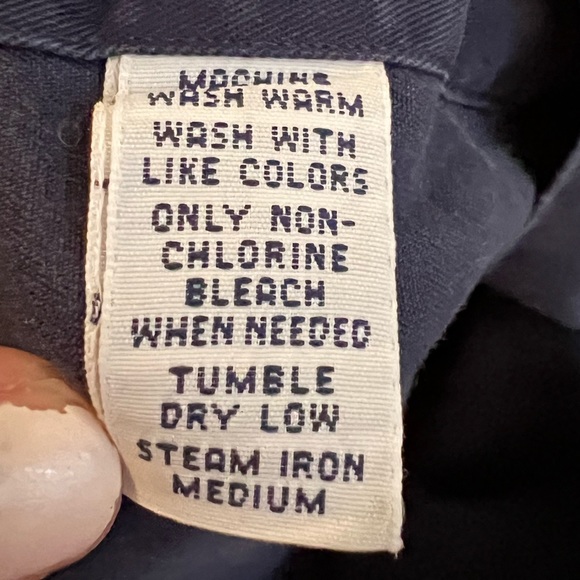 MACHINE
WASH WARM
WASH WITH
LIKE COLORS
ONLY NON-
CHLORINE
BLEACH
WHEN NEEDED
TUMBLE
DRY LOW
STEAM IRON
MEDIUM